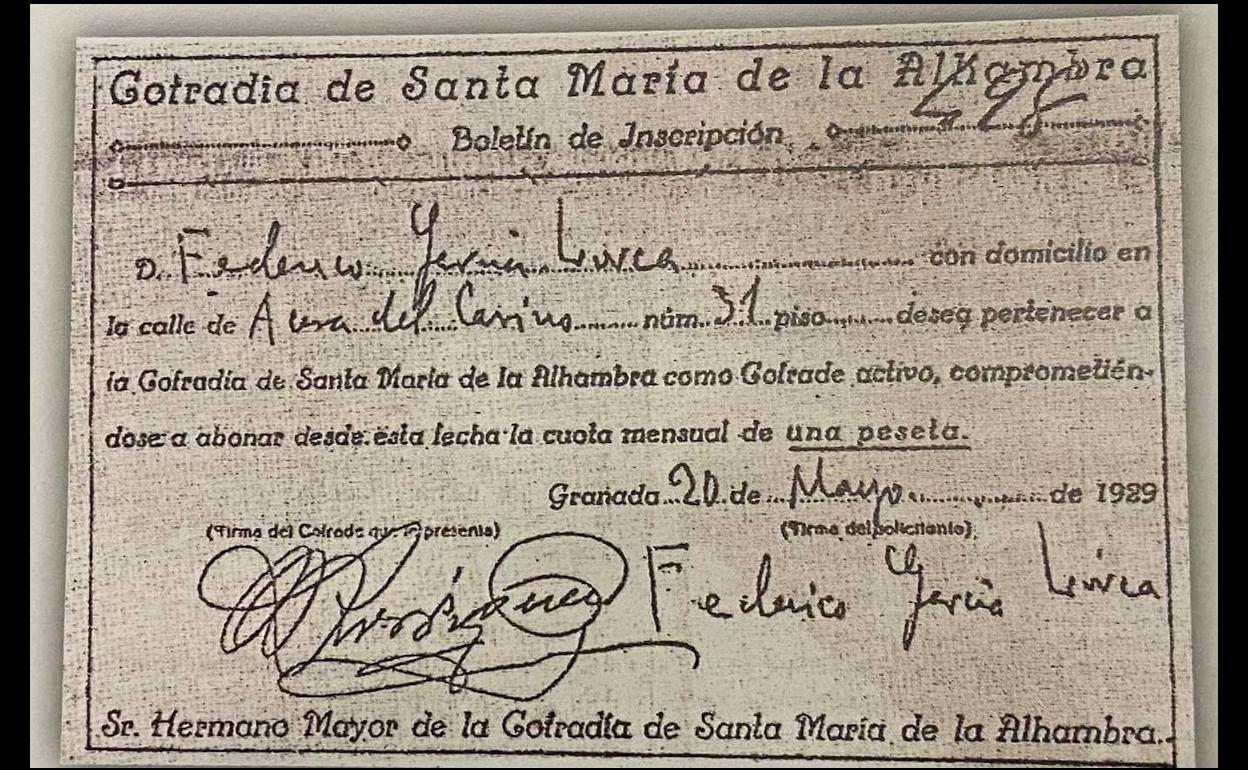 Cofradía de Santa María de la Alhambra
298
Boletín de Inscripción
D. Federico García Lorca con domicilio en
la calle de Acera del Casino núm. 31 piso desea pertenecer a
la Cofradía de Santa María de la Alhambra como Cofrade activo, comprometién-
dose a abonar desde esta fecha la cuota mensual de una peseta.
Granada 20 de Mayo de 1929
(Firma del Cofrade que le presenta) (Firma del solicitante)
Federico García Lorca
Sr. Hermano Mayor de la Cofradía de Santa María de la Alhambra.